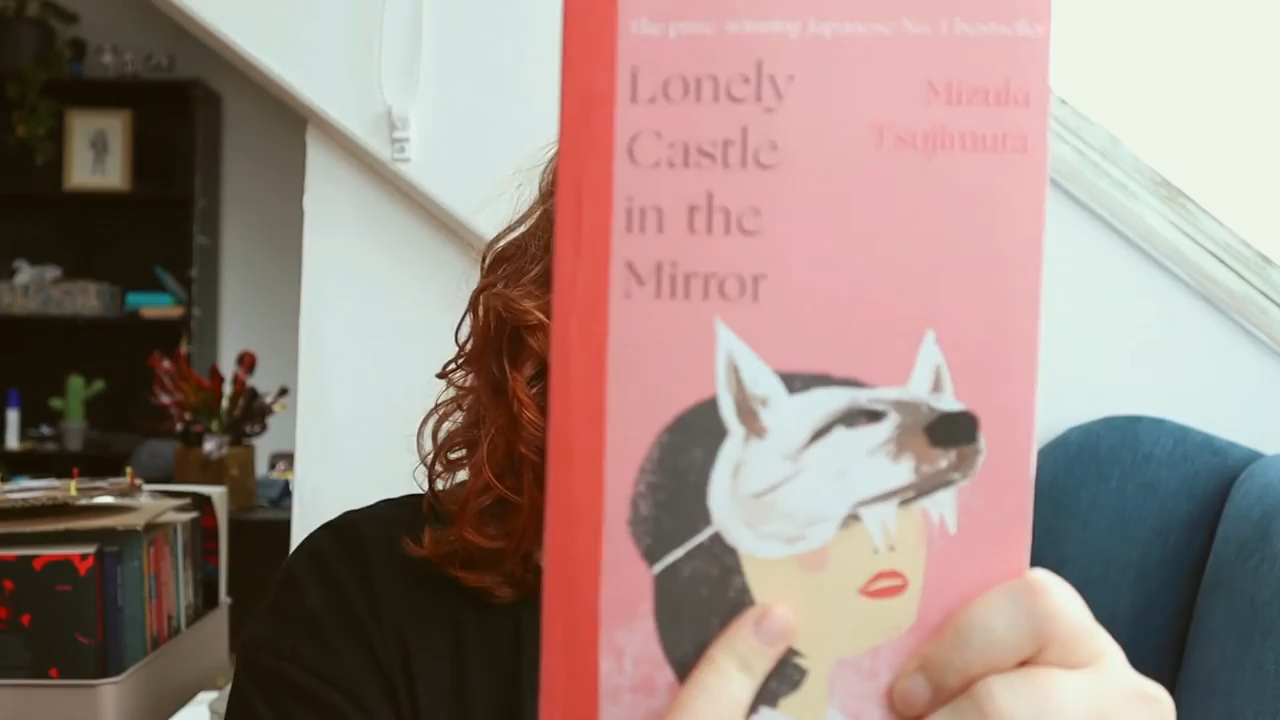 the prize-winning Japanese No. 1 bestseller
Lonely
Castle
in the
Mirror
Mizuki
Tsujimura